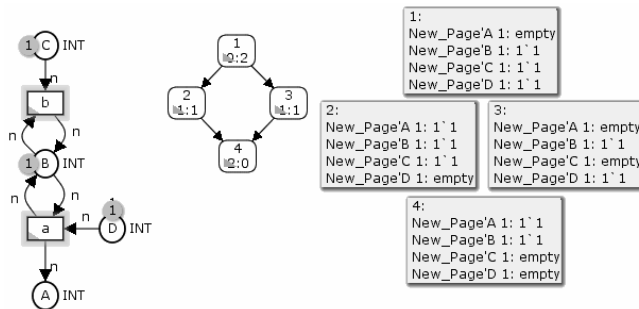 1 C INT
n
b
n n
1 B INT
n n
n 1
a D INT
n
A INT
1
0:2
2
1:1
3
1:1
4
2:0
1:
New_Page'A 1: empty
New_Page'B 1: 1`1
New_Page'C 1: 1`1
New_Page'D 1: 1`1
2:
New_Page'A 1: 1`1
New_Page'B 1: 1`1
New_Page'C 1: 1`1
New_Page'D 1: empty
3:
New_Page'A 1: empty
New_Page'B 1: 1`1
New_Page'C 1: empty
New_Page'D 1: 1`1
4:
New_Page'A 1: 1`1
New_Page'B 1: 1`1
New_Page'C 1: empty
New_Page'D 1: empty